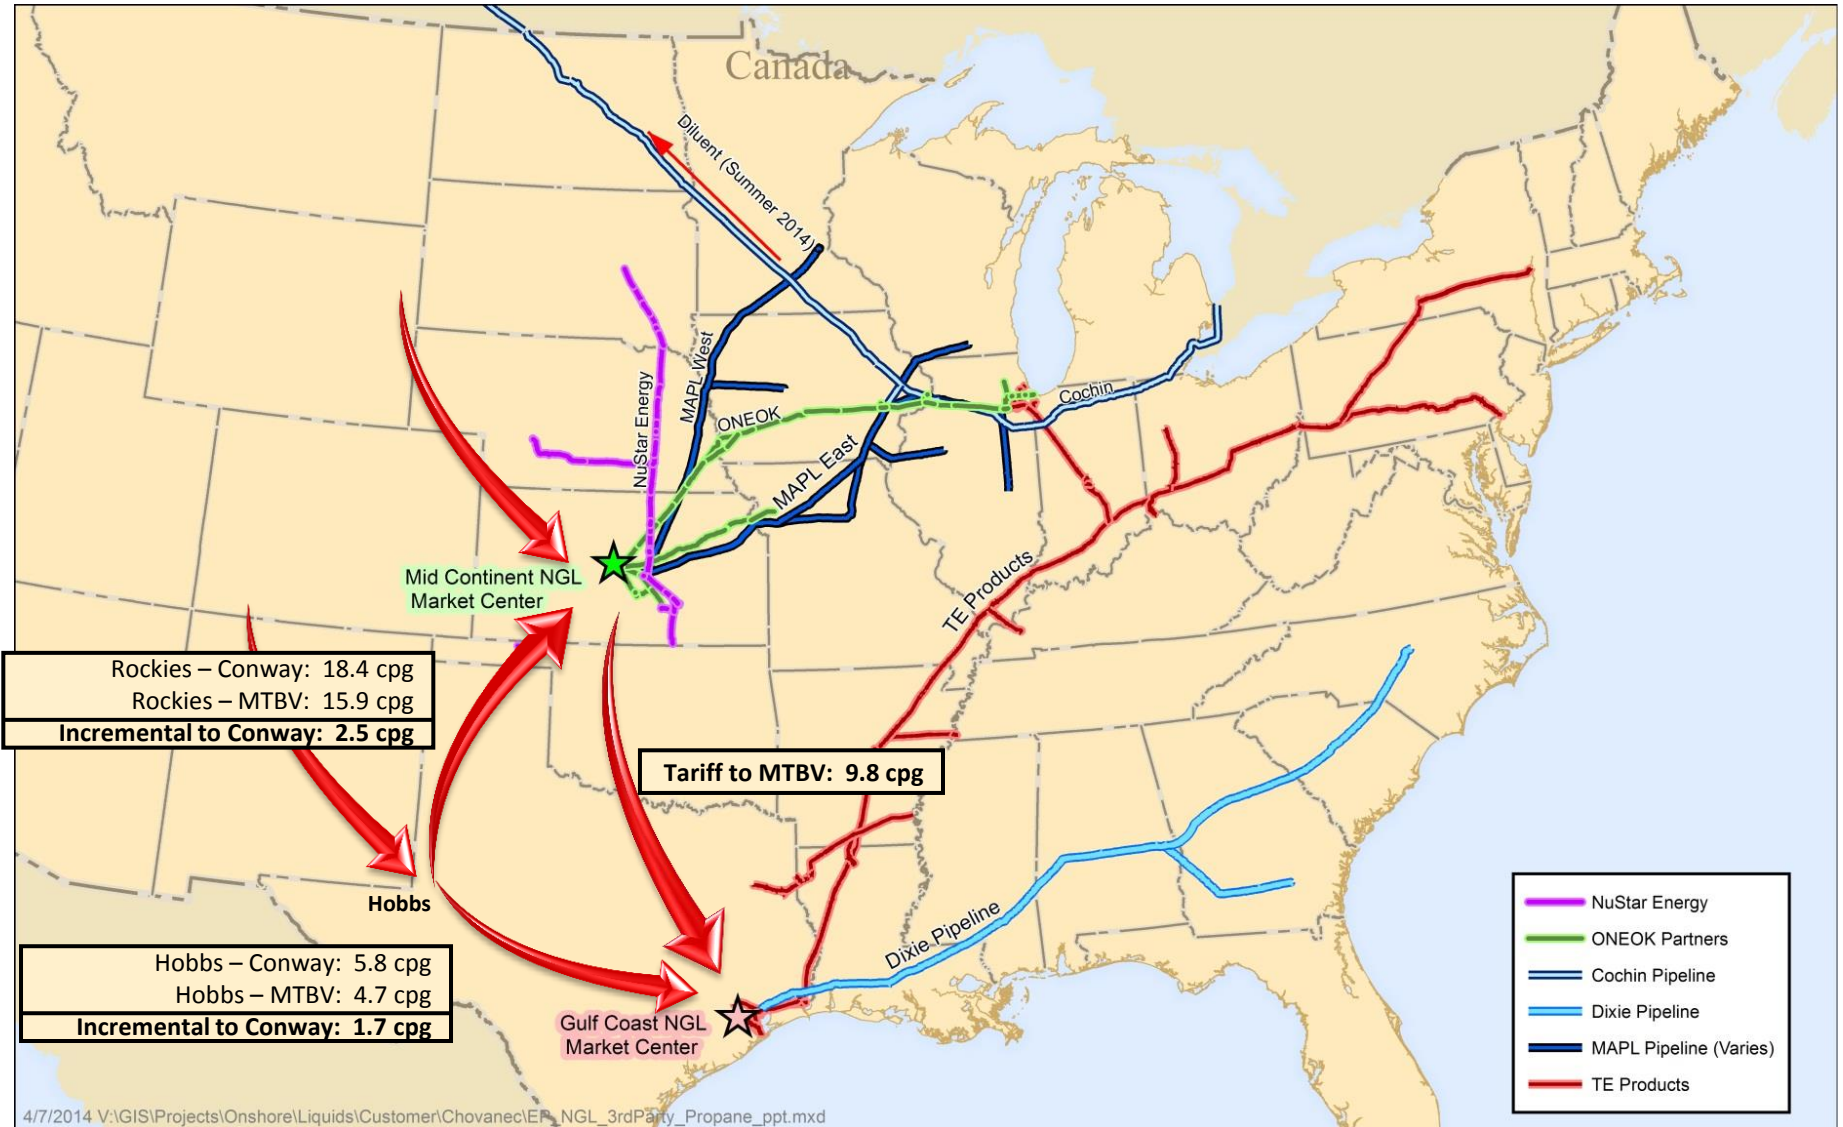 Canada
Diluent (Summer 2014)
MAPL West
NuStar Energy
ONEOK
MAPL East
Cochin
Mid Continent NGL
Market Center
TE Products
Rockies – Conway: 18.4 cpg
Rockies – MTBV: 15.9 cpg
Incremental to Conway: 2.5 cpg
Tariff to MTBV: 9.8 cpg
Hobbs
Dixie Pipeline
Hobbs – Conway: 5.8 cpg
Hobbs – MTBV: 4.7 cpg
Incremental to Conway: 1.7 cpg
Gulf Coast NGL
Market Center
NuStar Energy
ONEOK Partners
Cochin Pipeline
Dixie Pipeline
MAPL Pipeline (Varies)
TE Products
4/7/2014 V:\GIS\Projects\Onshore\Liquids\Customer\Chovanec\EP_NGL_3rdParty_Propane_ppt.mxd